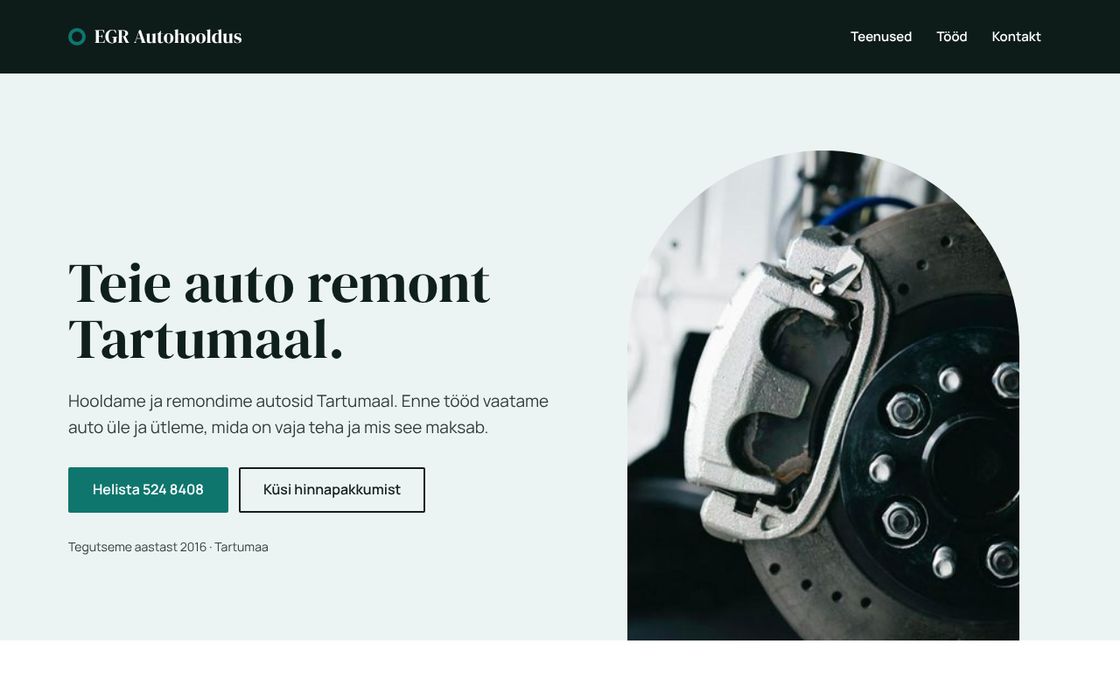 EGR Autohooldus
Teenused
Tööd
Kontakt
Teie auto remont
Tartumaal.
Hooldame ja remondime autosid Tartumaal. Enne tööd vaatame
auto üle ja ütleme, mida on vaja teha ja mis see maksab.
Helista 524 8408
Küsi hinnapakkumist
Tegutseme aastast 2016 · Tartumaa